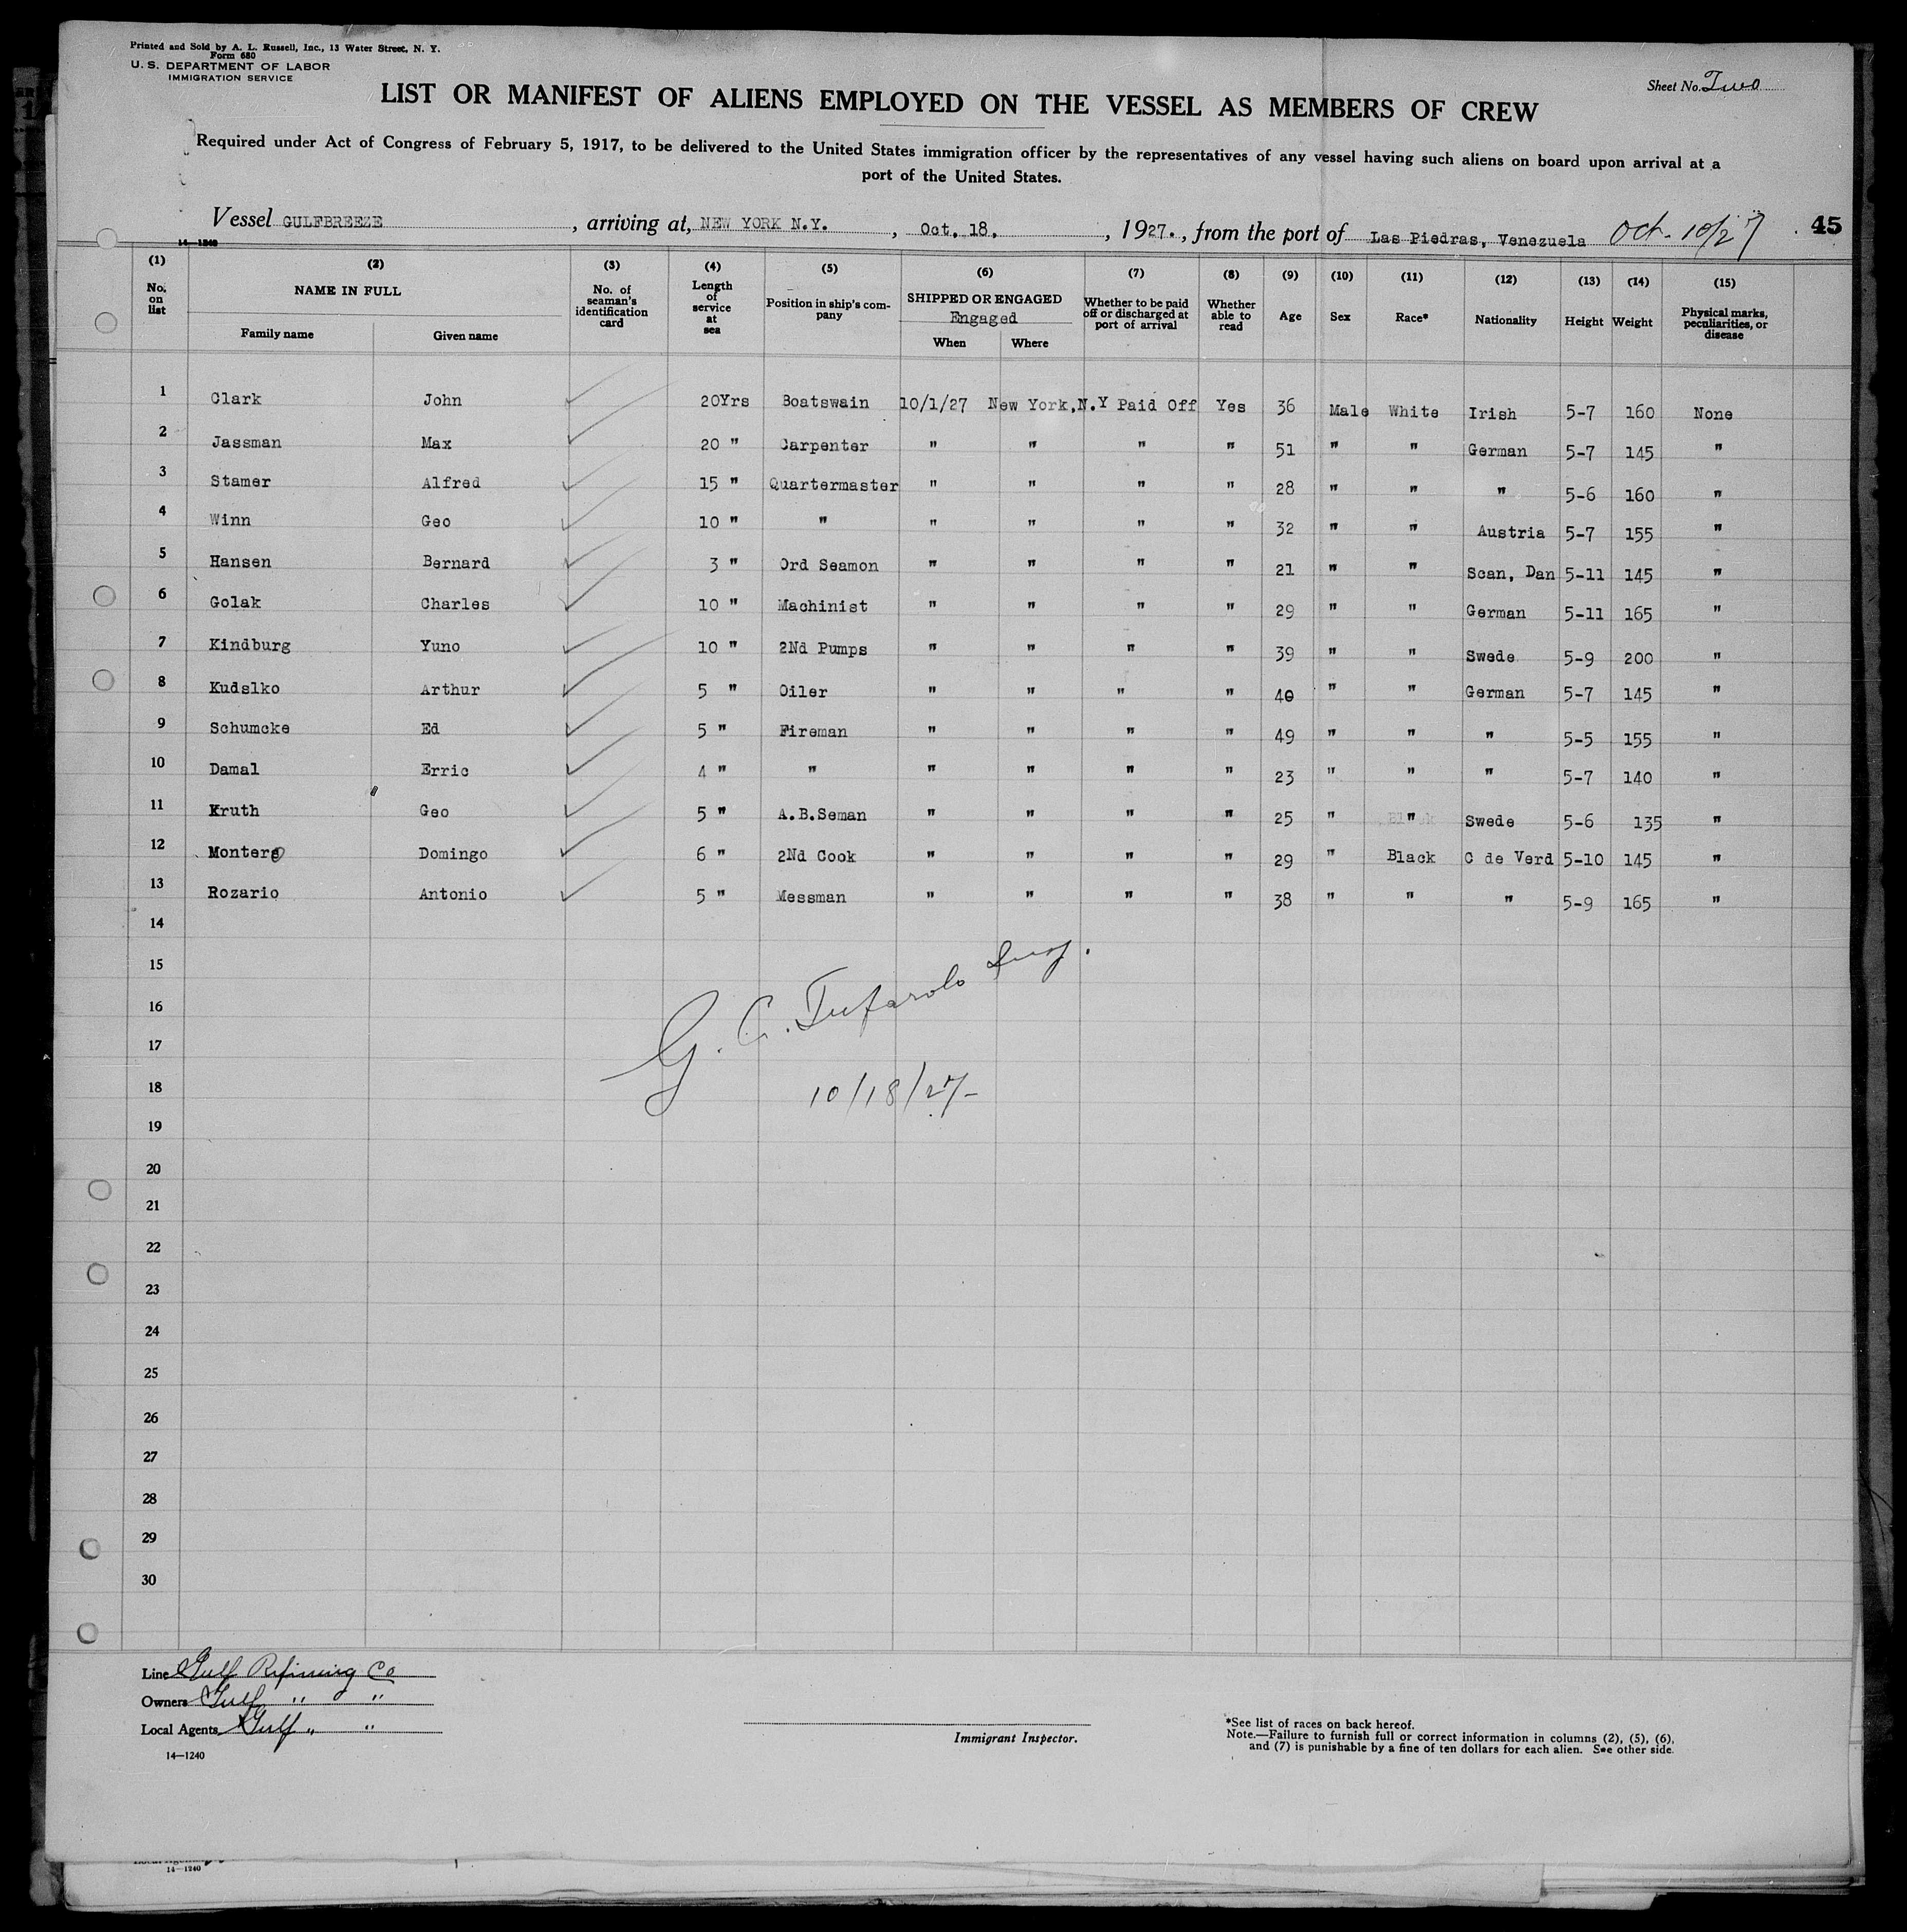 Printed and Sold by A. L. Russell, Inc., 13 Water Street, N. Y.
Form 680
U. S. DEPARTMENT OF LABOR
IMMIGRATION SERVICE
Sheet No. Two
LIST OR MANIFEST OF ALIENS EMPLOYED ON THE VESSEL AS MEMBERS OF CREW
Required under Act of Congress of February 5, 1917, to be delivered to the United States immigration officer by the representatives of any vessel having such aliens on board upon arrival at a
port of the United States.
Vessel GULFBREEZE , arriving at, NEW YORK N.Y. , Oct. 18. , 1927. , from the port of Las Piedras, Venezuela Oct. 10/27 45
14-1240
(1) (2) (3) (4) (5) (6) (7) (8) (9) (10) (11) (12) (13) (14) (15)
No. on list NAME IN FULL Family name Given name No. of seaman's identification card Length of service at sea Position in ship's company SHIPPED OR ENGAGED Engaged When Where Whether to be paid off or discharged at port of arrival Whether able to read Age Sex Race* Nationality Height Weight Physical marks, peculiarities, or disease
1 Clark John 20Yrs Boatswain 10/1/27 New York,N.Y Paid Off Yes 36 Male White Irish 5-7 160 None
2 Jassman Max 20 " Carpenter " " " " 51 " " German 5-7 145 "
3 Stamer Alfred 15 " Quartermaster " " " " 28 " " " 5-6 160 "
4 Winn Geo 10 " " " " " " 32 " " Austria 5-7 155 "
5 Hansen Bernard 3 " Ord Seamon " " " " 21 " " Scan, Dan 5-11 145 "
6 Golak Charles 10 " Machinist " " " " 29 " " German 5-11 165 "
7 Kindburg Yuno 10 " 2Nd Pumps " " " " 39 " " Swede 5-9 200 "
8 Kudslko Arthur 5 " Oiler " " " " 40 " " German 5-7 145 "
9 Schumcke Ed 5 " Fireman " " " " 49 " " " 5-5 155 "
10 Damal Erric 4 " " " " " " 23 " " " 5-7 140 "
11 Kruth Geo 5 " A.B.Seman " " " " 25 " " Swede 5-6 135 "
12 Montero Domingo 6 " 2Nd Cook " " " " 29 " Black C de Verd 5-10 145 "
13 Rozario Antonio 5 " Messman " " " " 38 " " " 5-9 165 "
14
15
16
17
18
19
20
21
22
23
24
25
26
27
28
29
30
G. C. Tufarolo Insp.
10/18/27-
Line Gulf Refining Co
Owners Gulf " "
Local Agents Gulf " "
14—1240
Immigrant Inspector.
*See list of races on back hereof.
Note.—Failure to furnish full or correct information in columns (2), (5), (6),
and (7) is punishable by a fine of ten dollars for each alien. See other side.
14—1240